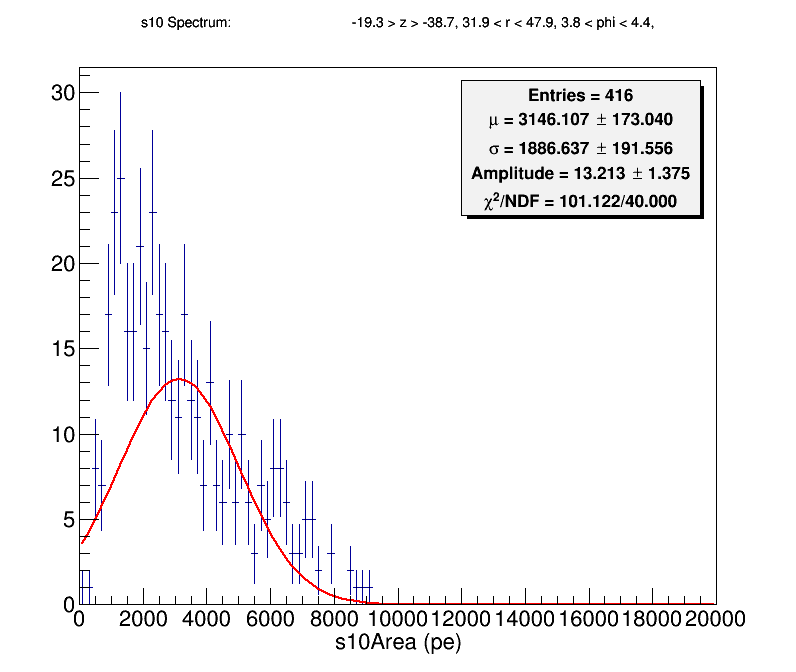 s10 Spectrum: -19.3 > z > -38.7, 31.9 < r < 47.9, 3.8 < phi < 4.4,
Entries = 416
μ = 3146.107 ± 173.040
σ = 1886.637 ± 191.556
Amplitude = 13.213 ± 1.375
χ²/NDF = 101.122/40.000
30
25
20
15
10
5
0
0 2000 4000 6000 8000 10000 12000 14000 16000 18000 20000
s10Area (pe)